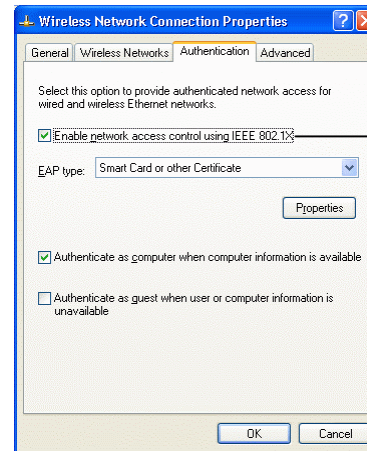 Wireless Network Connection Properties
General Wireless Networks Authentication Advanced
Select this option to provide authenticated network access for
wired and wireless Ethernet networks.
Enable network access control using IEEE 802.1X
EAP type: Smart Card or other Certificate
Properties
Authenticate as computer when computer information is available
Authenticate as guest when user or computer information is
unavailable
OK Cancel